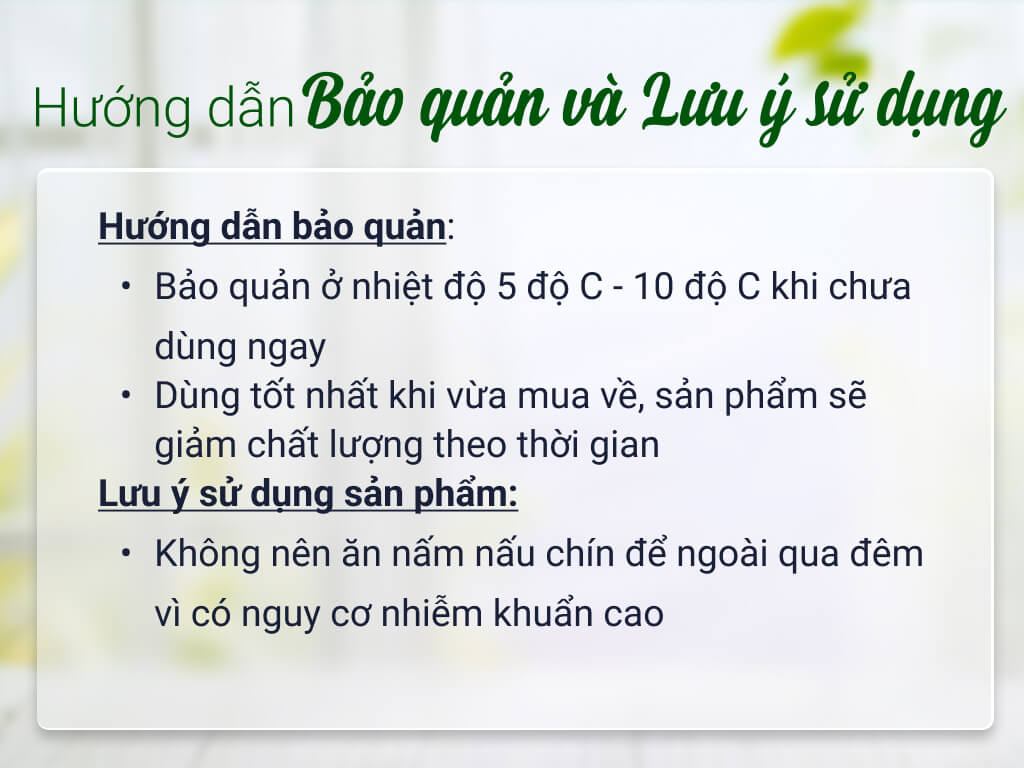 Hướng dẫn Bảo quản và Lưu ý sử dụng
Hướng dẫn bảo quản:
• Bảo quản ở nhiệt độ 5 độ C - 10 độ C khi chưa
dùng ngay
• Dùng tốt nhất khi vừa mua về, sản phẩm sẽ
giảm chất lượng theo thời gian
Lưu ý sử dụng sản phẩm:
• Không nên ăn nấm nấu chín để ngoài qua đêm
vì có nguy cơ nhiễm khuẩn cao